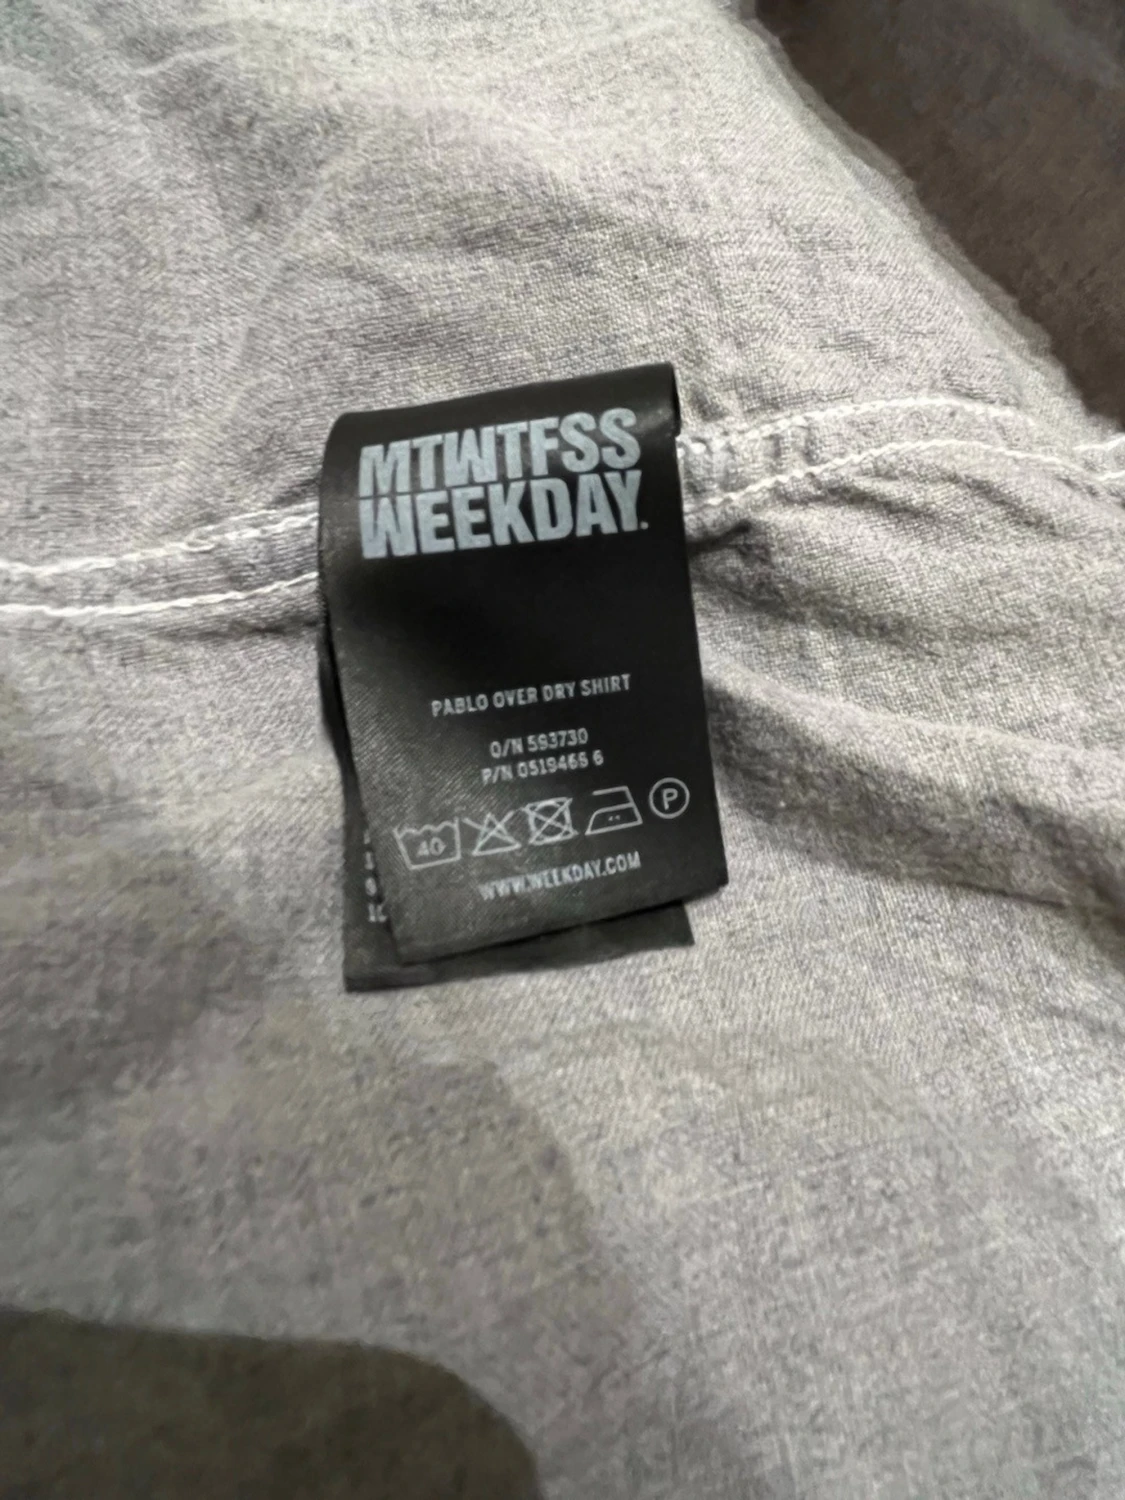 MTWTFSS
WEEKDAY.
PABLO OVER DRY SHIRT
O/N 593730
P/N 0519466 6
40
P
WWW.WEEKDAY.COM